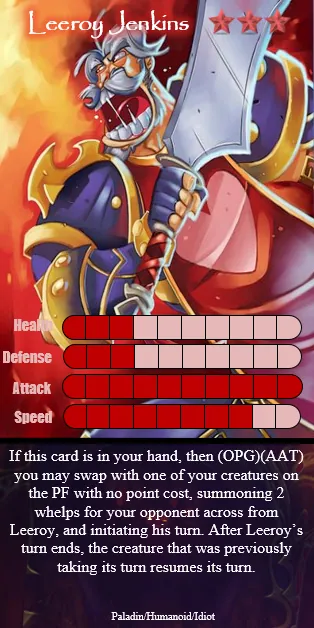 Leeroy Jenkins
Health
Defense
Attack
Speed
If this card is in your hand, then (OPG)(AAT)
you may swap with one of your creatures on
the PF with no point cost, summoning 2
whelps for your opponent across from
Leeroy, and initiating his turn. After Leeroy's
turn ends, the creature that was previously
taking its turn resumes its turn.
Paladin/Humanoid/Idiot